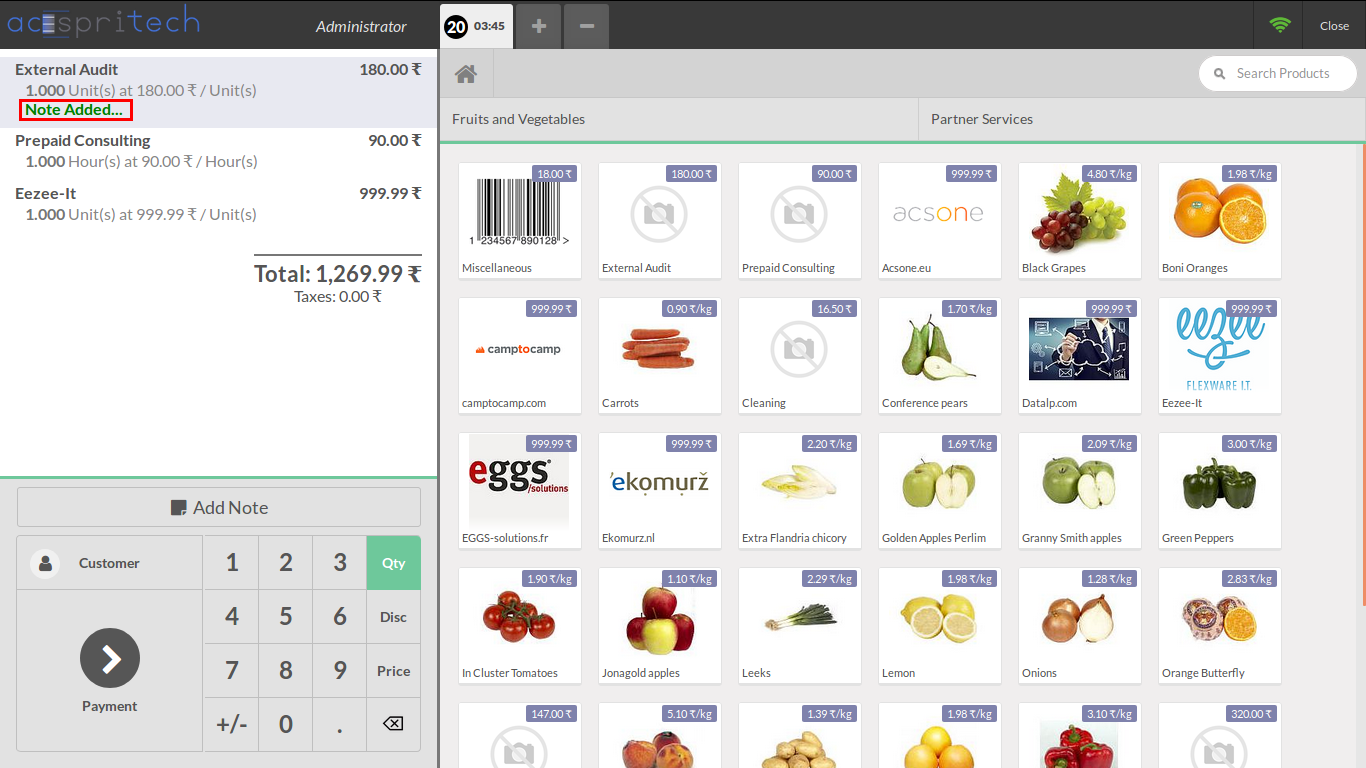 acespritech
Administrator
20 03:45
+
−
Close
External Audit 180.00 ₹
1.000 Unit(s) at 180.00 ₹ / Unit(s)
Note Added...
Prepaid Consulting 90.00 ₹
1.000 Hour(s) at 90.00 ₹ / Hour(s)
Eezee-It 999.99 ₹
1.000 Unit(s) at 999.99 ₹ / Unit(s)
Total: 1,269.99 ₹
Taxes: 0.00 ₹
Add Note
Customer
1 2 3 Qty
4 5 6 Disc
7 8 9 Price
+/- 0 .
Payment
Search Products
Fruits and Vegetables
Partner Services
18.00 ₹
1 234567 890128 >
Miscellaneous
180.00 ₹
External Audit
90.00 ₹
Prepaid Consulting
999.99 ₹
acsone
Acsone.eu
4.80 ₹/kg
Black Grapes
1.98 ₹/kg
Boni Oranges
999.99 ₹
camptocamp
camptocamp.com
0.90 ₹/kg
Carrots
16.50 ₹
Cleaning
1.70 ₹/kg
Conference pears
999.99 ₹
Datalp.com
999.99 ₹
eezee
FLEXWARE I.T.
Eezee-It
999.99 ₹
eggs®
/solutions
EGGS-solutions.fr
999.99 ₹
'ekomurž
Ekomurz.nl
2.20 ₹/kg
Extra Flandria chicory
1.69 ₹/kg
Golden Apples Perlim
2.09 ₹/kg
Granny Smith apples
3.00 ₹/kg
Green Peppers
1.90 ₹/kg
In Cluster Tomatoes
1.10 ₹/kg
Jonagold apples
2.29 ₹/kg
Leeks
1.98 ₹/kg
Lemon
1.28 ₹/kg
Onions
2.83 ₹/kg
Orange Butterfly
147.00 ₹
5.10 ₹/kg
1.39 ₹/kg
1.98 ₹/kg
3.10 ₹/kg
320.00 ₹